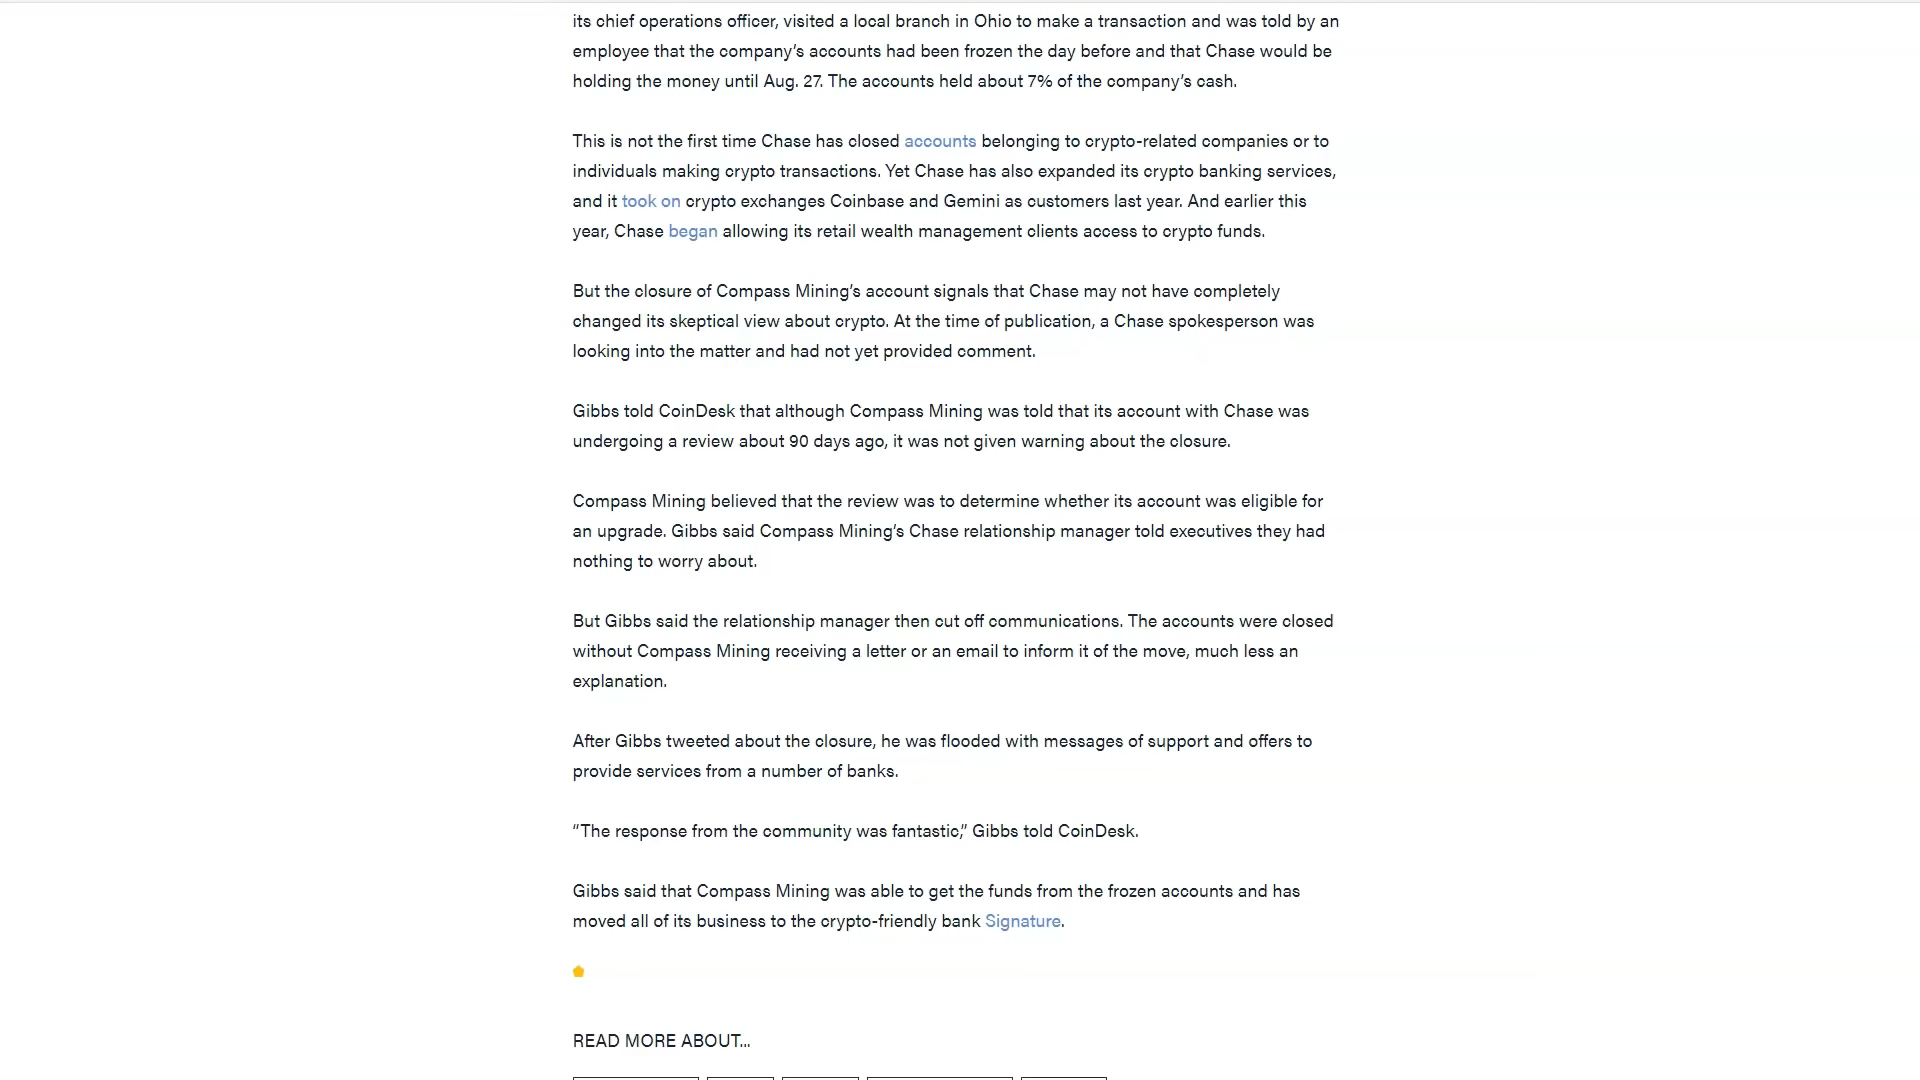 its chief operations officer, visited a local branch in Ohio to make a transaction and was told by an
employee that the company's accounts had been frozen the day before and that Chase would be
holding the money until Aug. 27. The accounts held about 7% of the company's cash.
This is not the first time Chase has closed accounts belonging to crypto-related companies or to
individuals making crypto transactions. Yet Chase has also expanded its crypto banking services,
and it took on crypto exchanges Coinbase and Gemini as customers last year. And earlier this
year, Chase began allowing its retail wealth management clients access to crypto funds.
But the closure of Compass Mining's account signals that Chase may not have completely
changed its skeptical view about crypto. At the time of publication, a Chase spokesperson was
looking into the matter and had not yet provided comment.
Gibbs told CoinDesk that although Compass Mining was told that its account with Chase was
undergoing a review about 90 days ago, it was not given warning about the closure.
Compass Mining believed that the review was to determine whether its account was eligible for
an upgrade. Gibbs said Compass Mining's Chase relationship manager told executives they had
nothing to worry about.
But Gibbs said the relationship manager then cut off communications. The accounts were closed
without Compass Mining receiving a letter or an email to inform it of the move, much less an
explanation.
After Gibbs tweeted about the closure, he was flooded with messages of support and offers to
provide services from a number of banks.
“The response from the community was fantastic,” Gibbs told CoinDesk.
Gibbs said that Compass Mining was able to get the funds from the frozen accounts and has
moved all of its business to the crypto-friendly bank Signature.
READ MORE ABOUT...